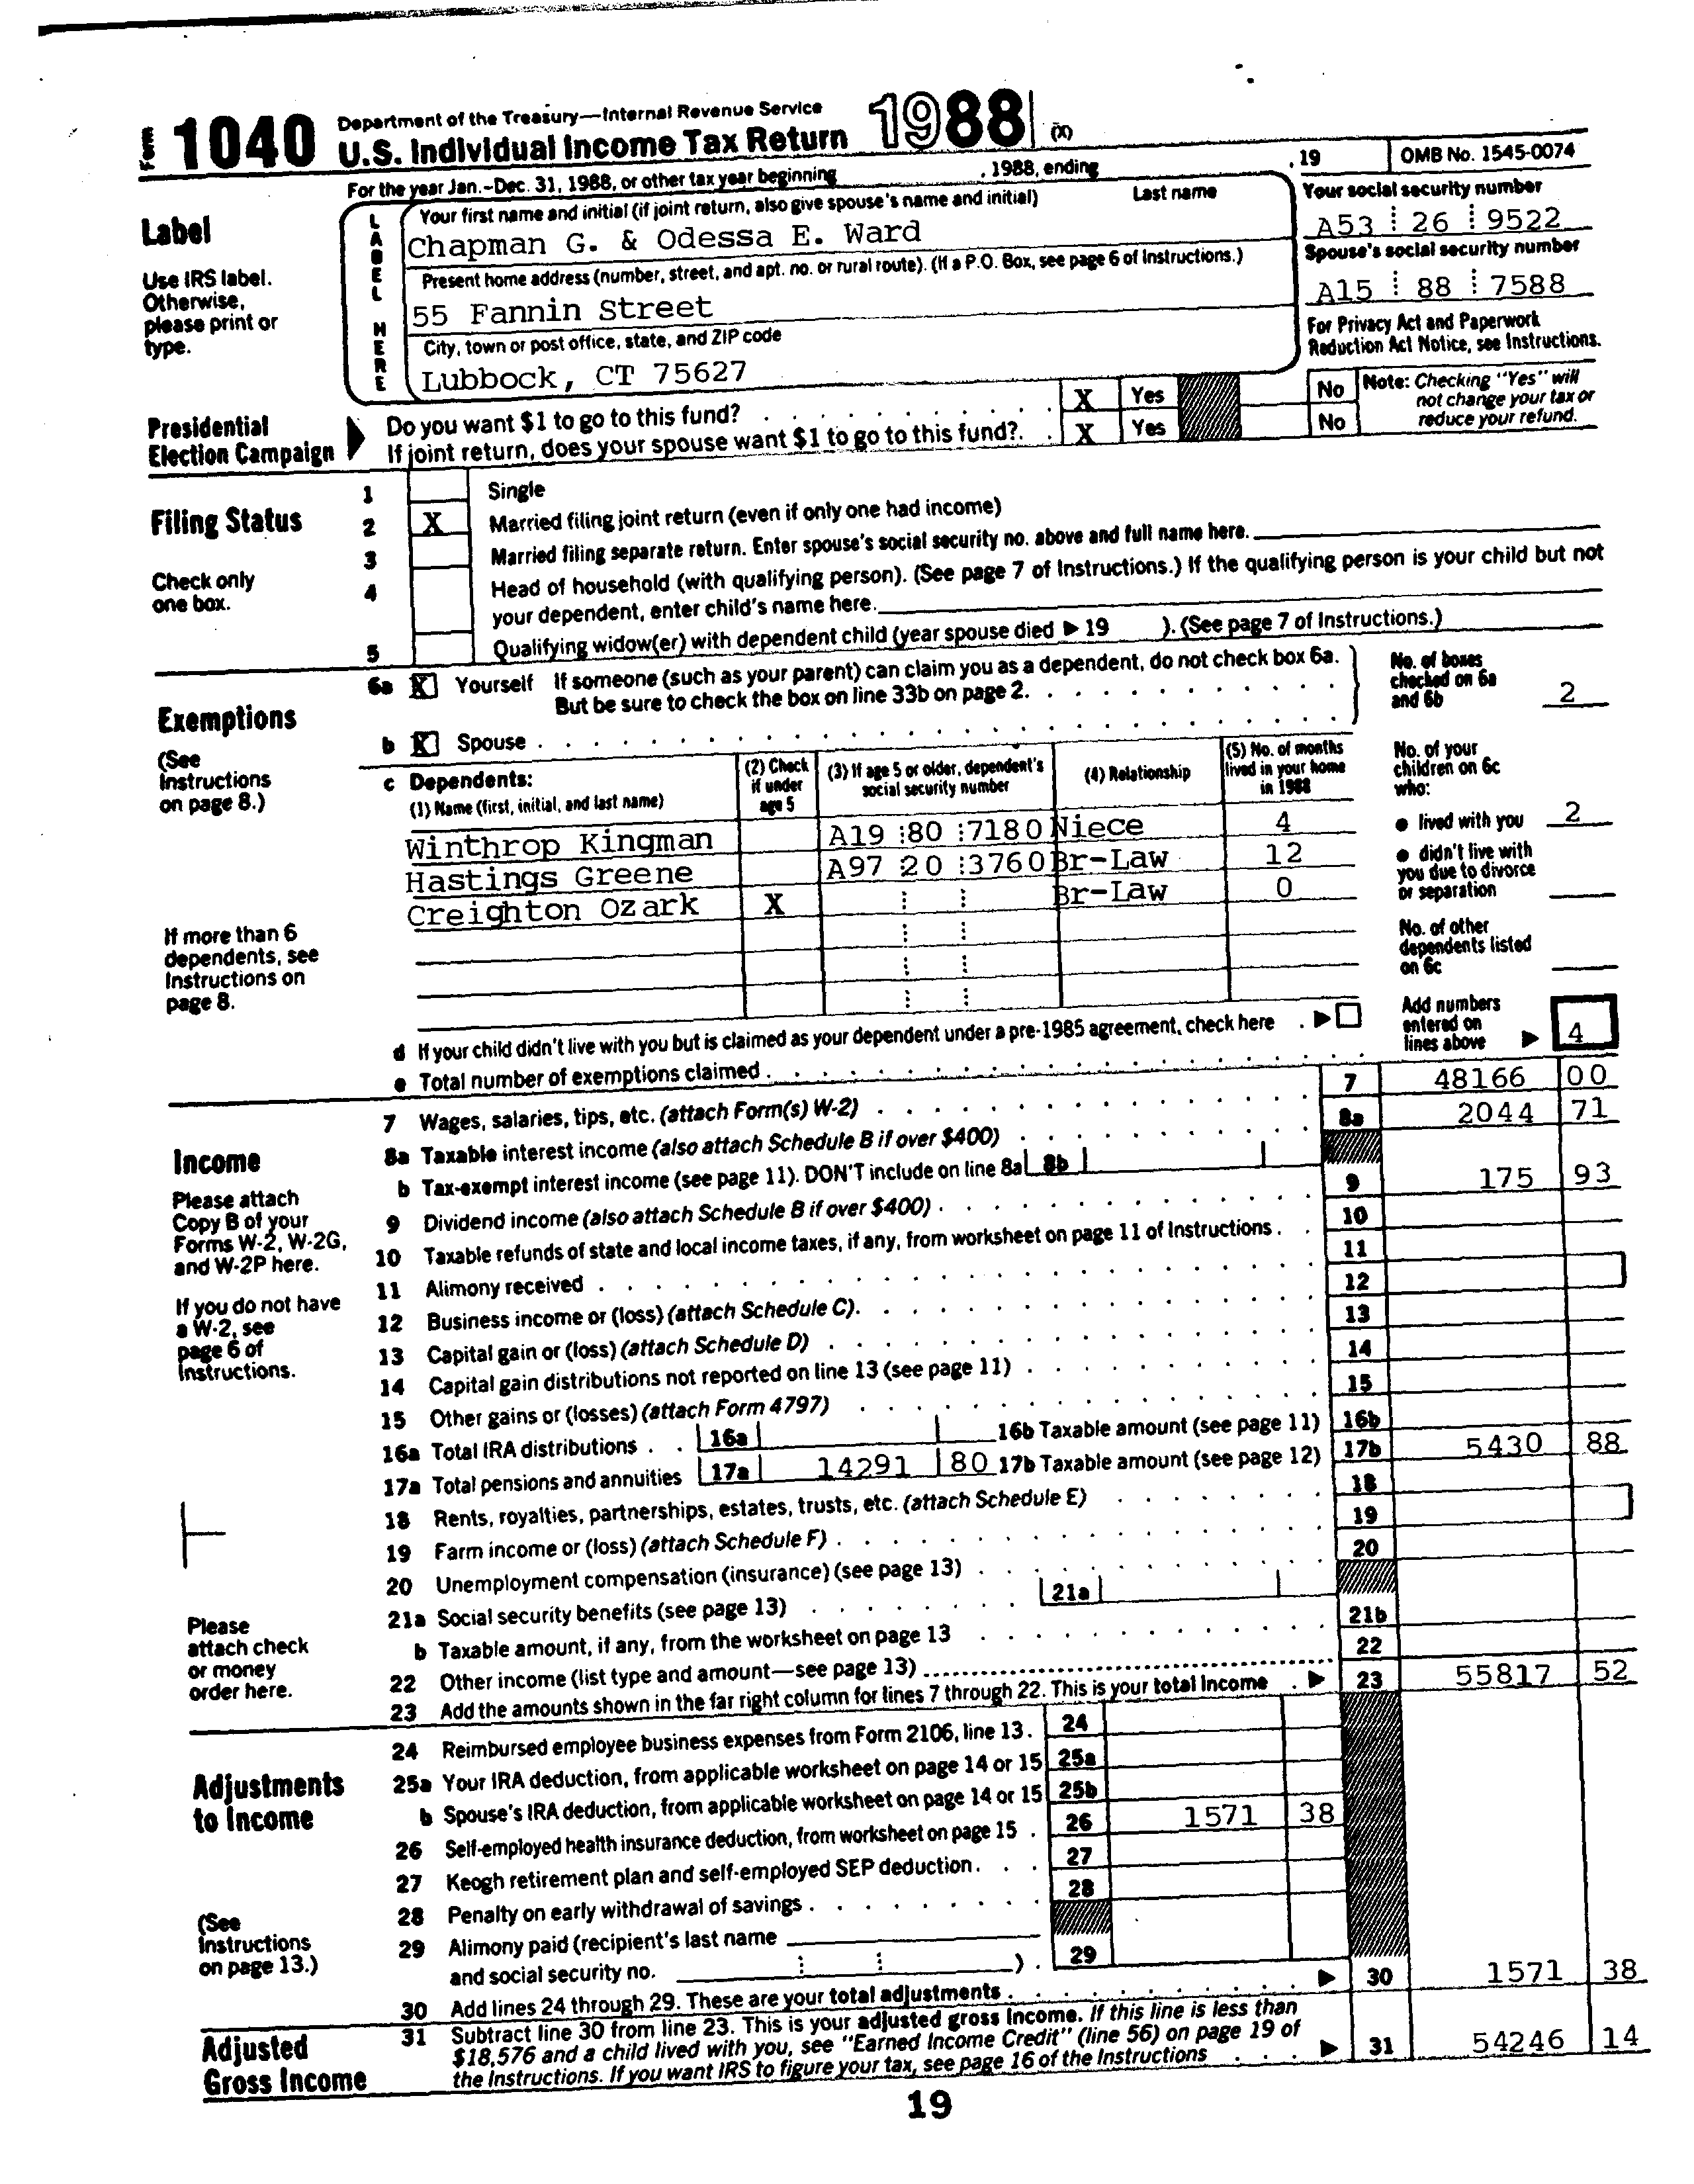 Form 1040 Department of the Treasury—Internal Revenue Service
U.S. Individual Income Tax Return 1988 (X)
For the year Jan.-Dec. 31, 1988, or other tax year beginning , 1988, ending , 19 OMB No. 1545-0074
Label
Use IRS label.
Otherwise,
please print or
type.
LABEL HERE
Your first name and initial (if joint return, also give spouse's name and initial) Last name
Chapman G. & Odessa E. Ward
Present home address (number, street, and apt. no. or rural route). (If a P.O. Box, see page 6 of Instructions.)
55 Fannin Street
City, town or post office, state, and ZIP code
Lubbock, CT 75627
Your social security number
A53 26 9522
Spouse's social security number
A15 88 7588
For Privacy Act and Paperwork
Reduction Act Notice, see Instructions.
Presidential
Election Campaign
Do you want $1 to go to this fund? X Yes No
If joint return, does your spouse want $1 to go to this fund? X Yes No
Note: Checking "Yes" will
not change your tax or
reduce your refund.
Filing Status
Check only
one box.
1 Single
2 X Married filing joint return (even if only one had income)
3 Married filing separate return. Enter spouse's social security no. above and full name here.
4 Head of household (with qualifying person). (See page 7 of Instructions.) If the qualifying person is your child but not
your dependent, enter child's name here.
5 Qualifying widow(er) with dependent child (year spouse died ▶ 19 ). (See page 7 of Instructions.)
Exemptions
(See
Instructions
on page 8.)
6a X Yourself If someone (such as your parent) can claim you as a dependent, do not check box 6a.
But be sure to check the box on line 33b on page 2.
b X Spouse
No. of boxes
checked on 6a
and 6b 2
c Dependents:
(1) Name (first, initial, and last name)
(2) Check
if under
age 5
(3) If age 5 or older, dependent's
social security number
(4) Relationship
(5) No. of months
lived in your home
in 1988
Winthrop Kingman A19 80 7180 Niece 4
Hastings Greene A97 20 3760 Br-Law 12
Creighton Ozark X Br-Law 0
No. of your
children on 6c
who:
● lived with you 2
● didn't live with
you due to divorce
or separation
No. of other
dependents listed
on 6c
If more than 6
dependents, see
Instructions on
page 8.
d If your child didn't live with you but is claimed as your dependent under a pre-1985 agreement, check here ▶
e Total number of exemptions claimed
Add numbers
entered on
lines above ▶ 4
Income
Please attach
Copy B of your
Forms W-2, W-2G,
and W-2P here.
If you do not have
a W-2, see
page 6 of
Instructions.
7 Wages, salaries, tips, etc. (attach Form(s) W-2) 7 48166 00
8a Taxable interest income (also attach Schedule B if over $400) 8a 2044 71
b Tax-exempt interest income (see page 11). DON'T include on line 8a 8b
9 Dividend income (also attach Schedule B if over $400) 9 175 93
10 Taxable refunds of state and local income taxes, if any, from worksheet on page 11 of Instructions 10
11 Alimony received 11
12 Business income or (loss) (attach Schedule C) 12
13 Capital gain or (loss) (attach Schedule D) 13
14 Capital gain distributions not reported on line 13 (see page 11) 14
15 Other gains or (losses) (attach Form 4797) 15
16a Total IRA distributions 16a 16b Taxable amount (see page 11) 16b
17a Total pensions and annuities 17a 14291 80 17b Taxable amount (see page 12) 17b 5430 88
18 Rents, royalties, partnerships, estates, trusts, etc. (attach Schedule E) 18
19 Farm income or (loss) (attach Schedule F) 19
20 Unemployment compensation (insurance) (see page 13) 20
21a Social security benefits (see page 13) 21a
b Taxable amount, if any, from the worksheet on page 13 21b
22 Other income (list type and amount—see page 13) 22
23 Add the amounts shown in the far right column for lines 7 through 22. This is your total income ▶ 23 55817 52
Please
attach check
or money
order here.
Adjustments
to Income
(See
Instructions
on page 13.)
24 Reimbursed employee business expenses from Form 2106, line 13. 24
25a Your IRA deduction, from applicable worksheet on page 14 or 15 25a
b Spouse's IRA deduction, from applicable worksheet on page 14 or 15 25b
26 Self-employed health insurance deduction, from worksheet on page 15 26 1571 38
27 Keogh retirement plan and self-employed SEP deduction 27
28 Penalty on early withdrawal of savings 28
29 Alimony paid (recipient's last name
and social security no. ) 29
30 Add lines 24 through 29. These are your total adjustments ▶ 30 1571 38
Adjusted
Gross Income
31 Subtract line 30 from line 23. This is your adjusted gross income. If this line is less than
$18,576 and a child lived with you, see "Earned Income Credit" (line 56) on page 19 of
the Instructions. If you want IRS to figure your tax, see page 16 of the Instructions ▶ 31 54246 14
19